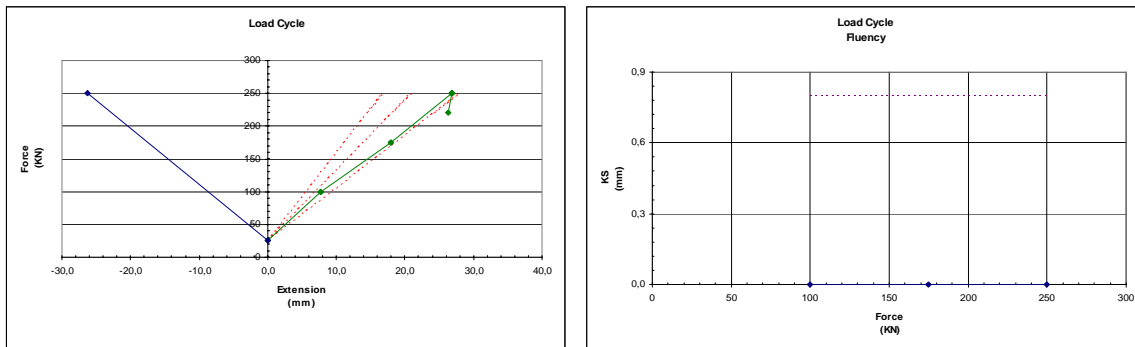 Load Cycle
300
250
200
150
100
50
0
-30,0 -20,0 -10,0 0,0 10,0 20,0 30,0 40,0
Force
(KN)
Extension
(mm)
Load Cycle
Fluency
0,9
0,6
0,3
0,0
0 50 100 150 200 250 300
KS
(mm)
Force
(KN)